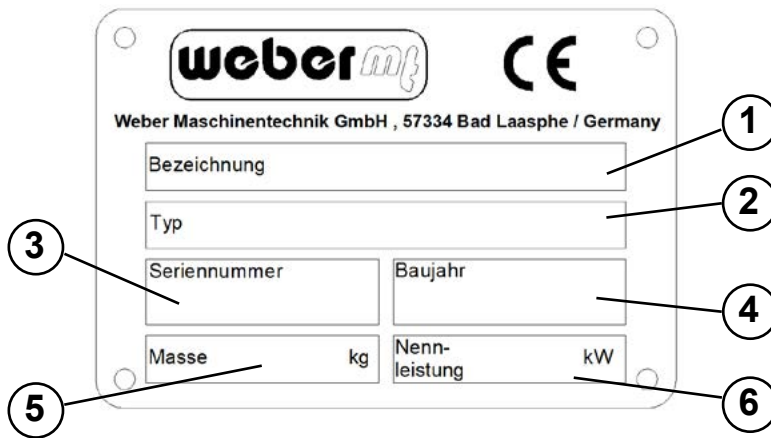 weber mt CE
Weber Maschinentechnik GmbH , 57334 Bad Laasphe / Germany
1
Bezeichnung
2
Typ
3
Seriennummer
Baujahr
4
Masse kg
Nenn-
leistung kW
5
6